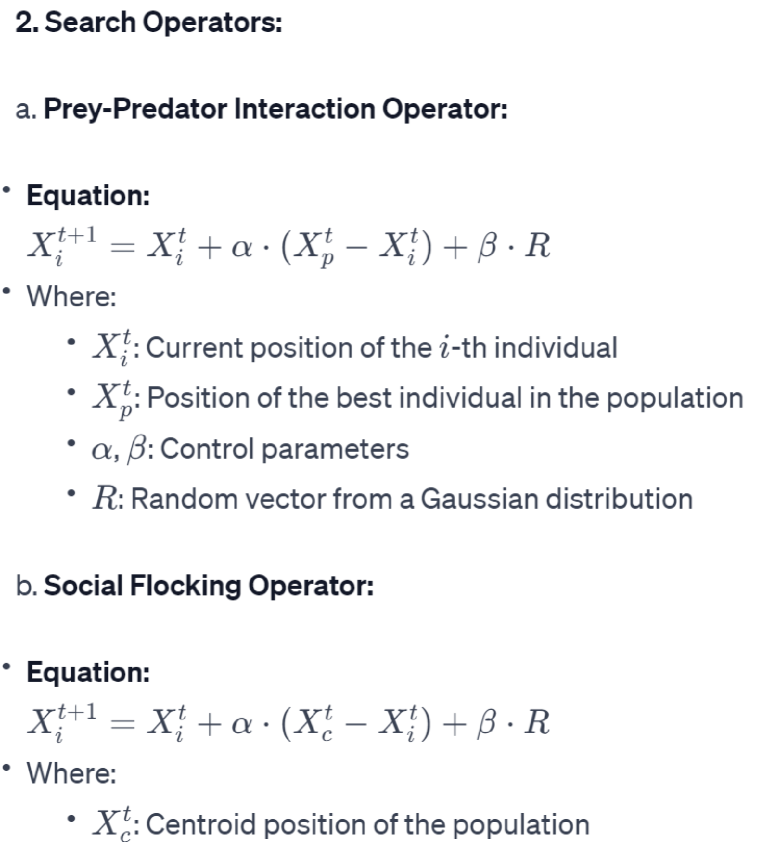 2. Search Operators:
a. Prey-Predator Interaction Operator:
• Equation:
$X_i^{t+1} = X_i^t + \alpha \cdot (X_p^t - X_i^t) + \beta \cdot R$
• Where:
• $X_i^t$: Current position of the $i$-th individual
• $X_p^t$: Position of the best individual in the population
• $\alpha, \beta$: Control parameters
• $R$: Random vector from a Gaussian distribution
b. Social Flocking Operator:
• Equation:
$X_i^{t+1} = X_i^t + \alpha \cdot (X_c^t - X_i^t) + \beta \cdot R$
• Where:
• $X_c^t$: Centroid position of the population